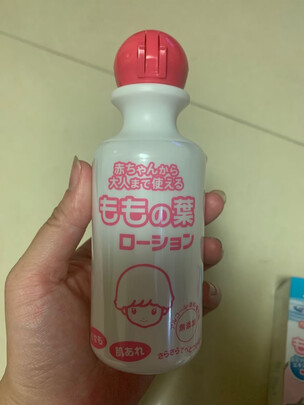 赤ちゃんから
大人まで使える
ももの葉
ローション
肌あれ